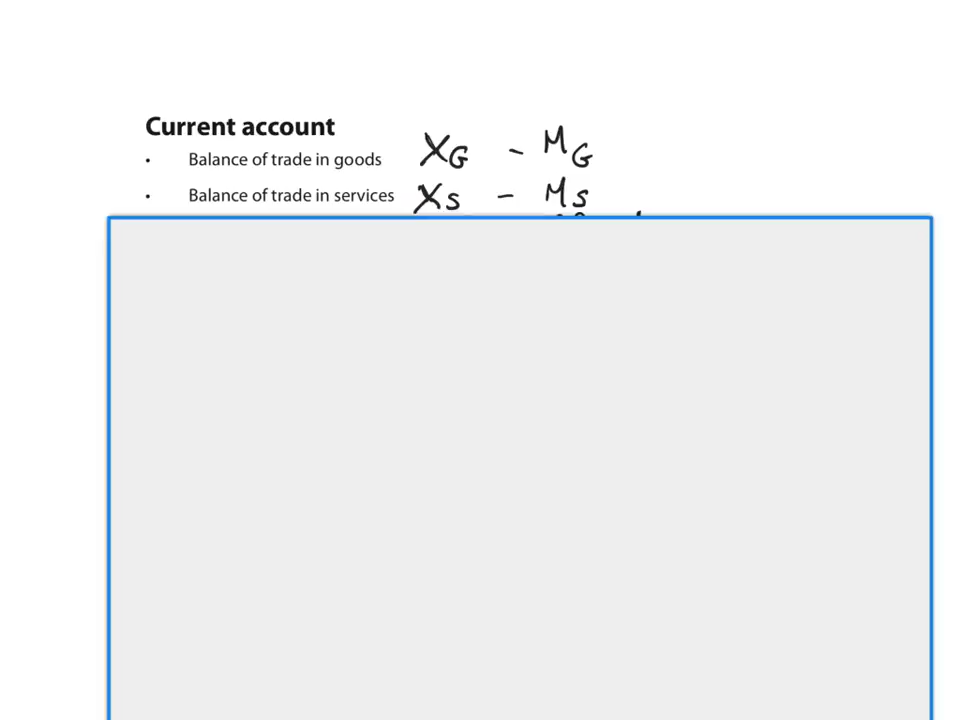 Current account
• Balance of trade in goods XG - MG
• Balance of trade in services XS - MS